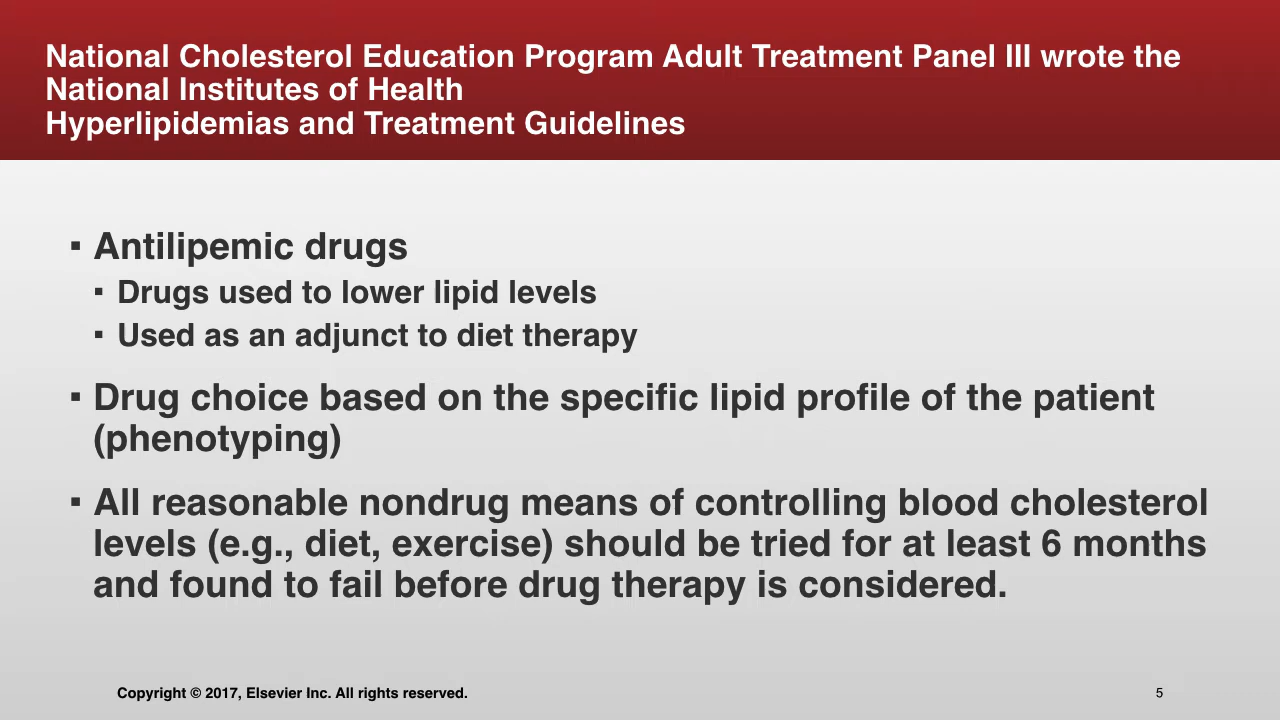 National Cholesterol Education Program Adult Treatment Panel III wrote the
National Institutes of Health
Hyperlipidemias and Treatment Guidelines
▪ Antilipemic drugs
▪ Drugs used to lower lipid levels
▪ Used as an adjunct to diet therapy
▪ Drug choice based on the specific lipid profile of the patient
(phenotyping)
▪ All reasonable nondrug means of controlling blood cholesterol
levels (e.g., diet, exercise) should be tried for at least 6 months
and found to fail before drug therapy is considered.
Copyright © 2017, Elsevier Inc. All rights reserved.
5